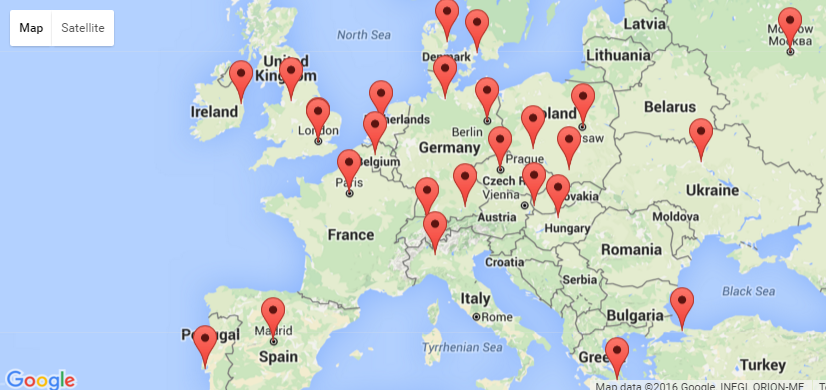 Map
Satellite
North Sea
Latvia
Moscow
Москва
Denmark
Lithuania
United
Kingdom
Ireland
Belarus
London
Berlin
Germany
Belgium
Prague
Paris
Ukraine
Vienna
Austria
Moldova
France
Hungary
Croatia
Romania
Serbia
Italy
Rome
Bulgaria
Black Sea
Portugal
Madrid
Spain
Tyrrhenian Sea
Turkey
Google
Map data ©2016 Google, INEGI, ORION-ME